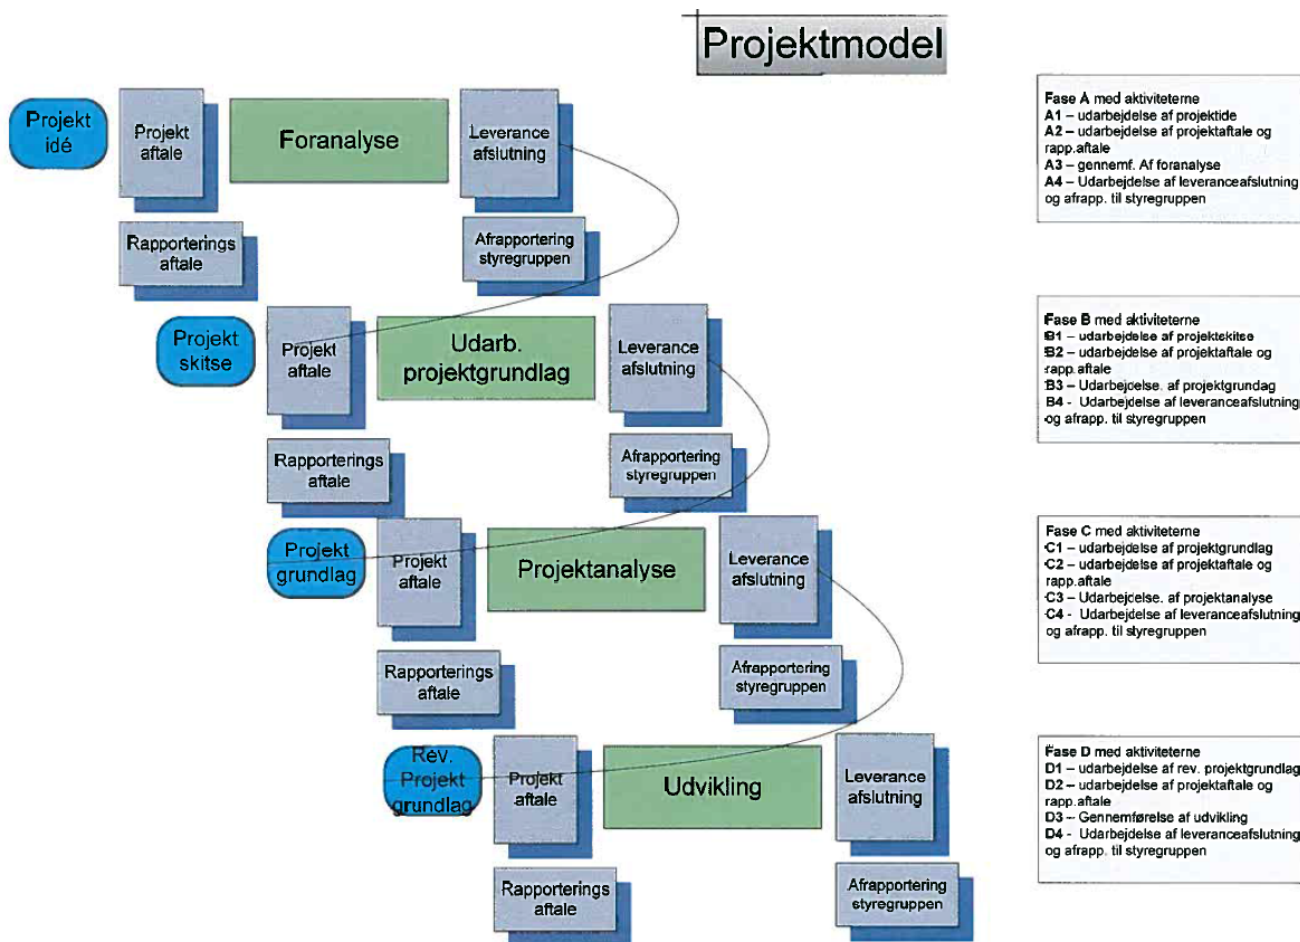 Projektmodel
Projekt
idé
Projekt
aftale
Foranalyse
Leverance
afslutning
Rapporterings
aftale
Afrapportering
styregruppen
Fase A med aktiviteterne
A1 – udarbejdelse af projektide
A2 – udarbejdelse af projektaftale og
rapp.aftale
A3 – gennemf. Af foranalyse
A4 – Udarbejdelse af leveranceafslutning
og afrapp. til styregruppen
Projekt
skitse
Projekt
aftale
Udarb.
projektgrundlag
Leverance
afslutning
Rapporterings
aftale
Afrapportering
styregruppen
Fase B med aktiviteterne
B1 – udarbejdelse af projektskitse
B2 – udarbejdelse af projektaftale og
rapp.aftale
B3 – Udarbejdelse. af projektgrundag
B4 - Udarbejdelse af leveranceafslutning
og afrapp. til styregruppen
Projekt
grundlag
Projekt
aftale
Projektanalyse
Leverance
afslutning
Rapporterings
aftale
Afrapportering
styregruppen
Fase C med aktiviteterne
C1 – udarbejdelse af projektgrundlag
C2 – udarbejdelse af projektaftale og
rapp.aftale
C3 – Udarbejdelse. af projektanalyse
C4 - Udarbejdelse af leveranceafslutning
og afrapp. til styregruppen
Rev.
Projekt
grundlag
Projekt
aftale
Udvikling
Leverance
afslutning
Rapporterings
aftale
Afrapportering
styregruppen
Fase D med aktiviteterne
D1 – udarbejdelse af rev. projektgrundlag
D2 – udarbejdelse af projektaftale og
rapp.aftale
D3 – Gennemførelse af udvikling
D4 - Udarbejdelse af leveranceafslutning
og afrapp. til styregruppen